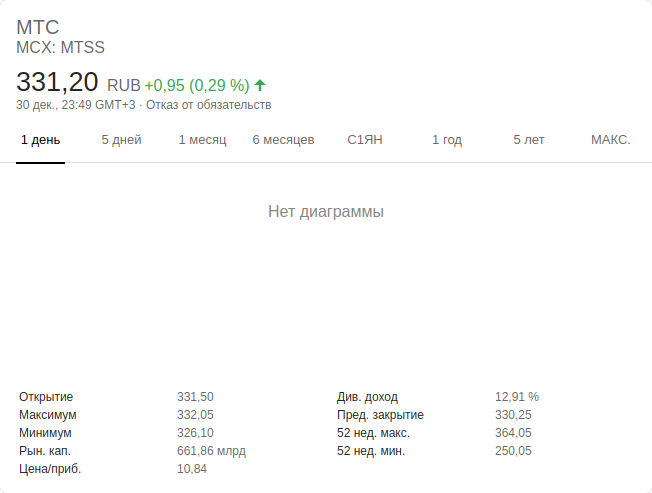 МТС
MCX: MTSS
331,20 RUB +0,95 (0,29 %)
30 дек., 23:49 GMT+3 · Отказ от обязательств
1 день 5 дней 1 месяц 6 месяцев С1ЯН 1 год 5 лет МАКС.
Нет диаграммы
Открытие 331,50 Див. доход 12,91 %
Максимум 332,05 Пред. закрытие 330,25
Минимум 326,10 52 нед. макс. 364,05
Рын. кап. 661,86 млрд 52 нед. мин. 250,05
Цена/приб. 10,84